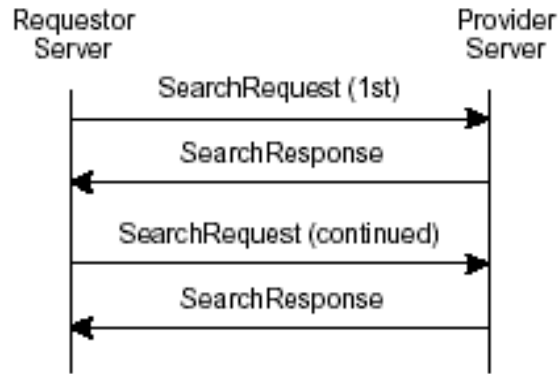 Requestor
Server
Provider
Server
SearchRequest (1st)
SearchResponse
SearchRequest (continued)
SearchResponse